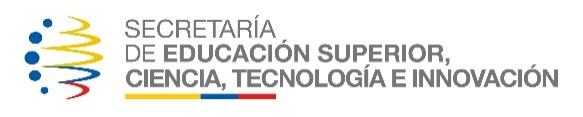 SECRETARÍA
DE EDUCACIÓN SUPERIOR,
CIENCIA, TECNOLOGÍA E INNOVACIÓN